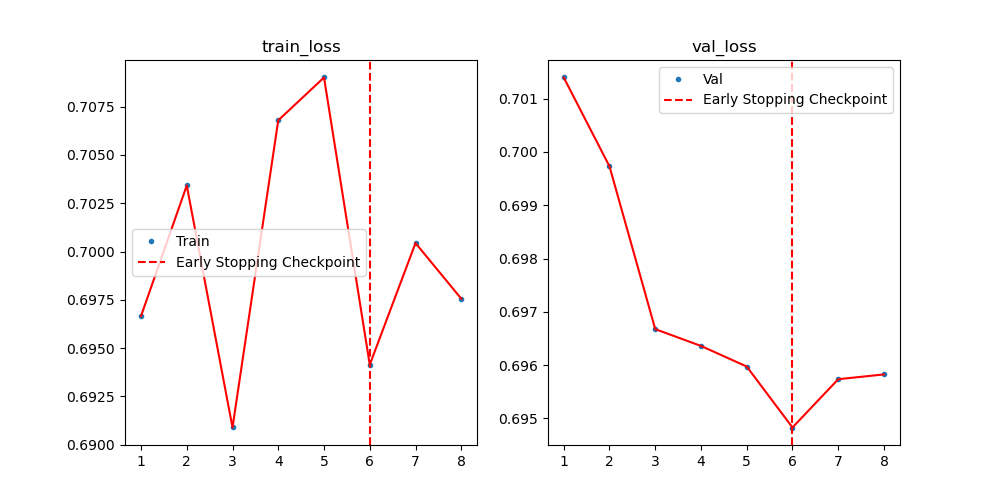 train_loss
0.7075
0.7050
0.7025
0.7000
0.6975
0.6950
0.6925
0.6900
1 2 3 4 5 6 7 8
Train
Early Stopping Checkpoint
val_loss
0.701
0.700
0.699
0.698
0.697
0.696
0.695
1 2 3 4 5 6 7 8
Val
Early Stopping Checkpoint